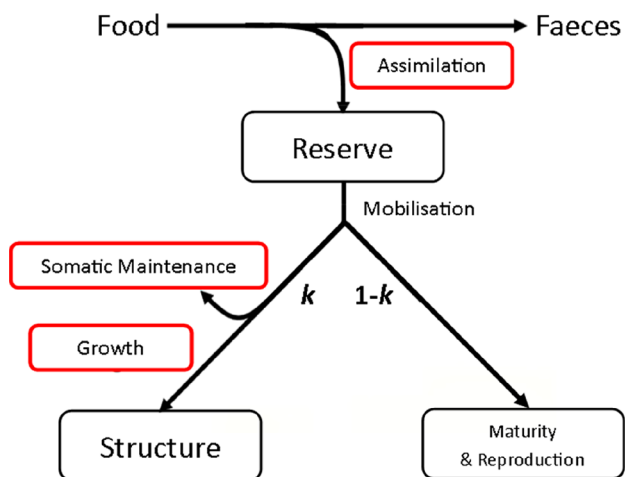 Food
Faeces
Assimilation
Reserve
Mobilisation
Somatic Maintenance
k
1-k
Growth
Structure
Maturity
& Reproduction